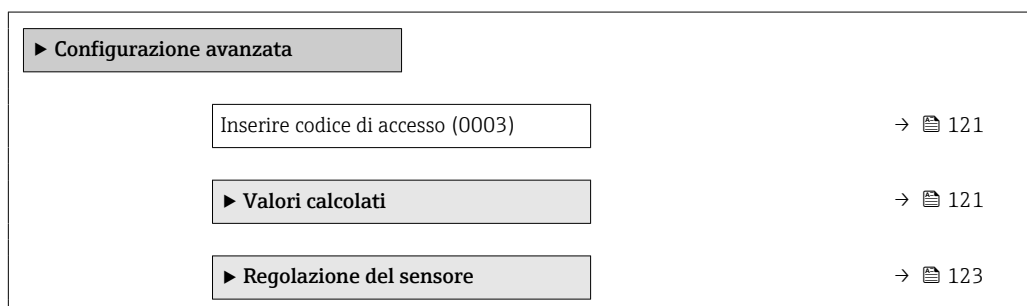 ▶ Configurazione avanzata
Inserire codice di accesso (0003) → 121
▶ Valori calcolati → 121
▶ Regolazione del sensore → 123